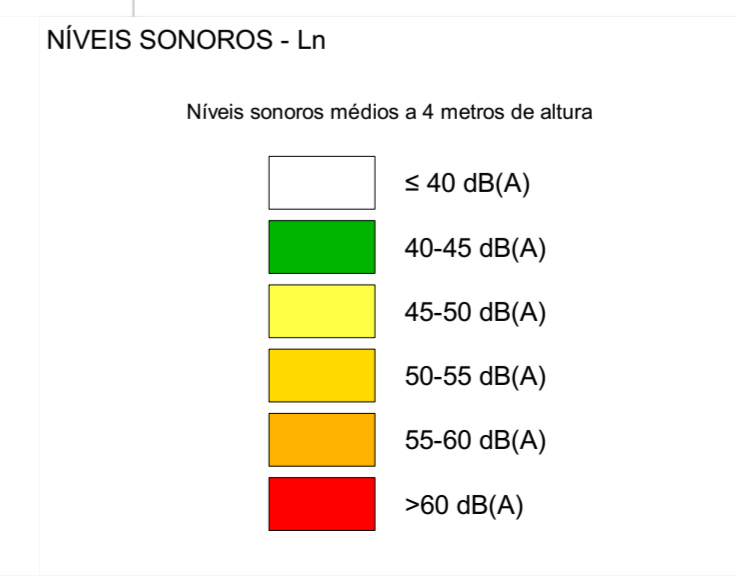 NÍVEIS SONOROS - Ln
Níveis sonoros médios a 4 metros de altura
≤ 40 dB(A)
40-45 dB(A)
45-50 dB(A)
50-55 dB(A)
55-60 dB(A)
>60 dB(A)